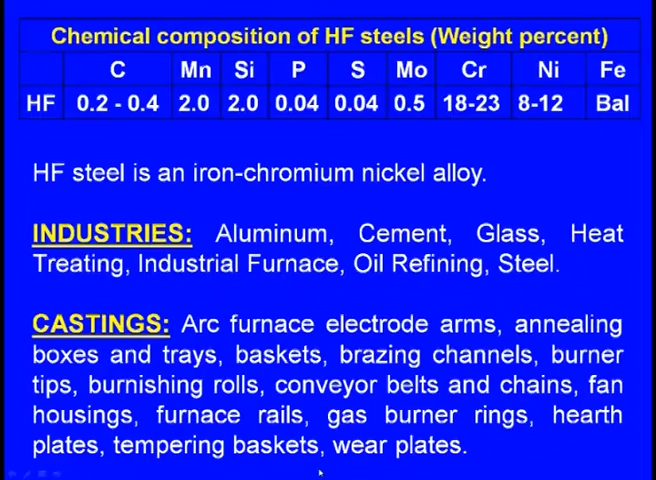 Chemical composition of HF steels (Weight percent)
C Mn Si P S Mo Cr Ni Fe
HF 0.2 - 0.4 2.0 2.0 0.04 0.04 0.5 18-23 8-12 Bal
HF steel is an iron-chromium nickel alloy.
INDUSTRIES: Aluminum, Cement, Glass, Heat
Treating, Industrial Furnace, Oil Refining, Steel.
CASTINGS: Arc furnace electrode arms, annealing
boxes and trays, baskets, brazing channels, burner
tips, burnishing rolls, conveyor belts and chains, fan
housings, furnace rails, gas burner rings, hearth
plates, tempering baskets, wear plates.